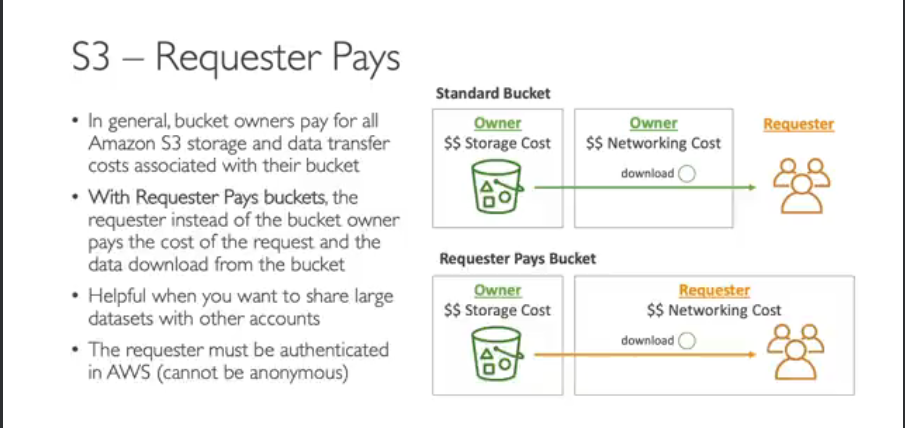 S3 – Requester Pays
• In general, bucket owners pay for all
Amazon S3 storage and data transfer
costs associated with their bucket
• With Requester Pays buckets, the
requester instead of the bucket owner
pays the cost of the request and the
data download from the bucket
• Helpful when you want to share large
datasets with other accounts
• The requester must be authenticated
in AWS (cannot be anonymous)
Standard Bucket
Owner
$$ Storage Cost
Owner
$$ Networking Cost
download
Requester
Requester Pays Bucket
Owner
$$ Storage Cost
Requester
$$ Networking Cost
download